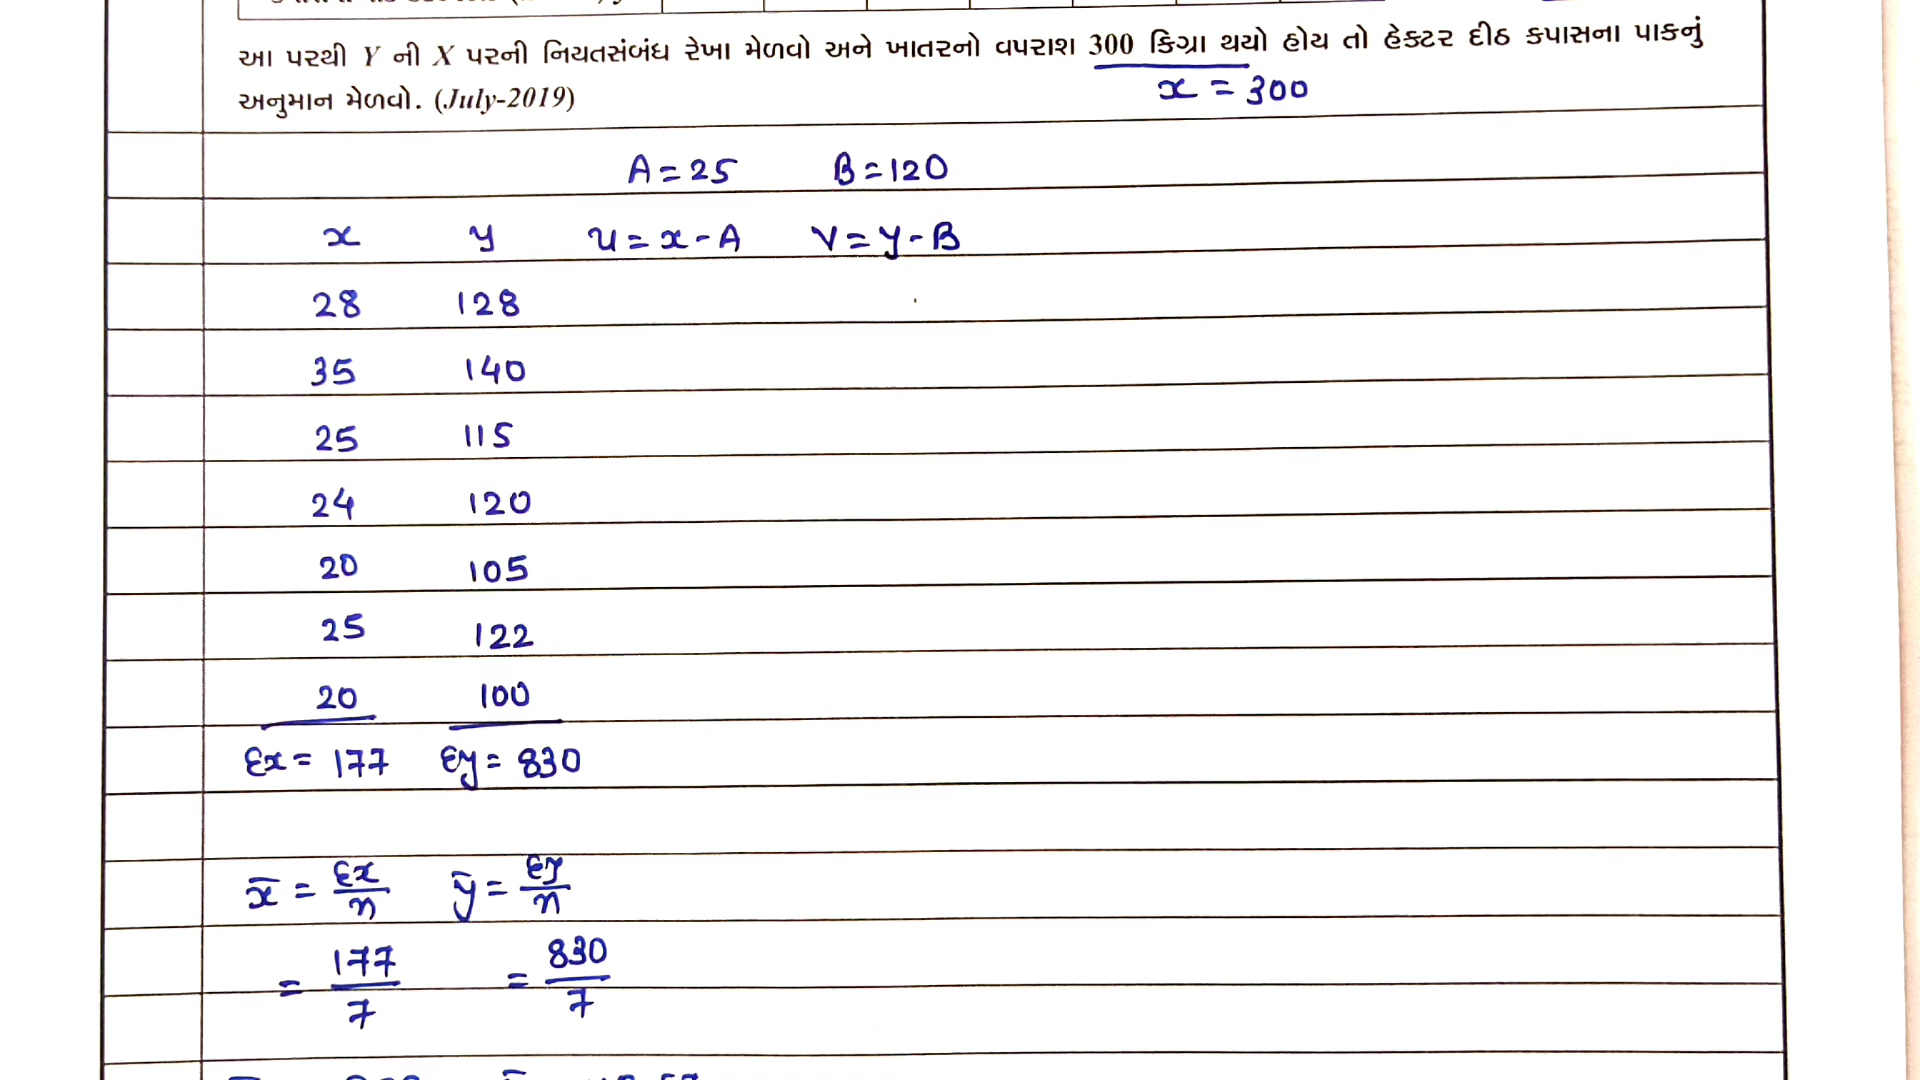 આ પરથી Y ની X પરની નિયતસંબંધ રેખા મેળવો અને ખાતરનો વપરાશ 300 કિગ્રા થયો હોય તો હેક્ટર દીઠ કપાસના પાકનું
અનુમાન મેળવો. (July-2019)
x = 300
A = 25 B = 120
x y u = x - A v = y - B
28 128
35 140
25 115
24 120
20 105
25 122
20 100
Σx = 177 Σy = 830
x̄ = Σx/n ȳ = Σy/n
= 177/7 = 830/7